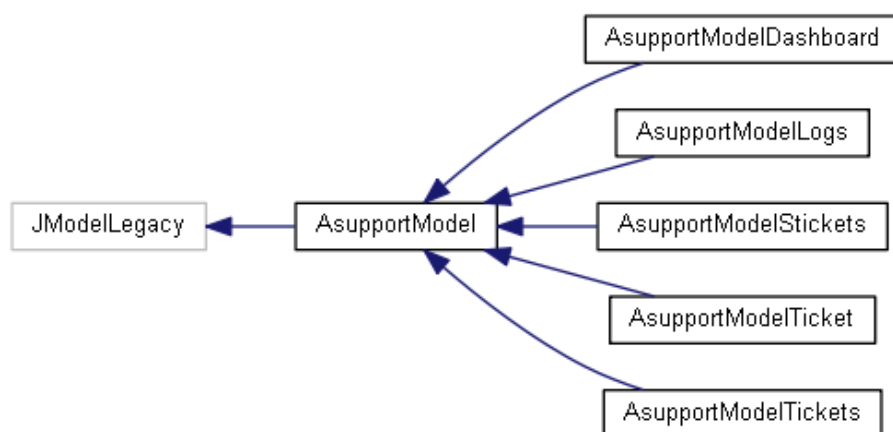 AsupportModelDashboard
AsupportModelLogs
JModelLegacy
AsupportModel
AsupportModelStickets
AsupportModelTicket
AsupportModelTickets